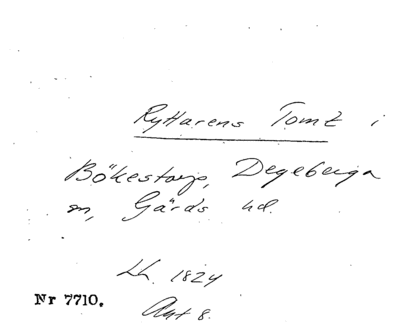 Ryttarens Tomt i
Bökestorp, Degeberga
sn, Gärds hd.
Lh. 1824
Nr 7710.
Akt 8.